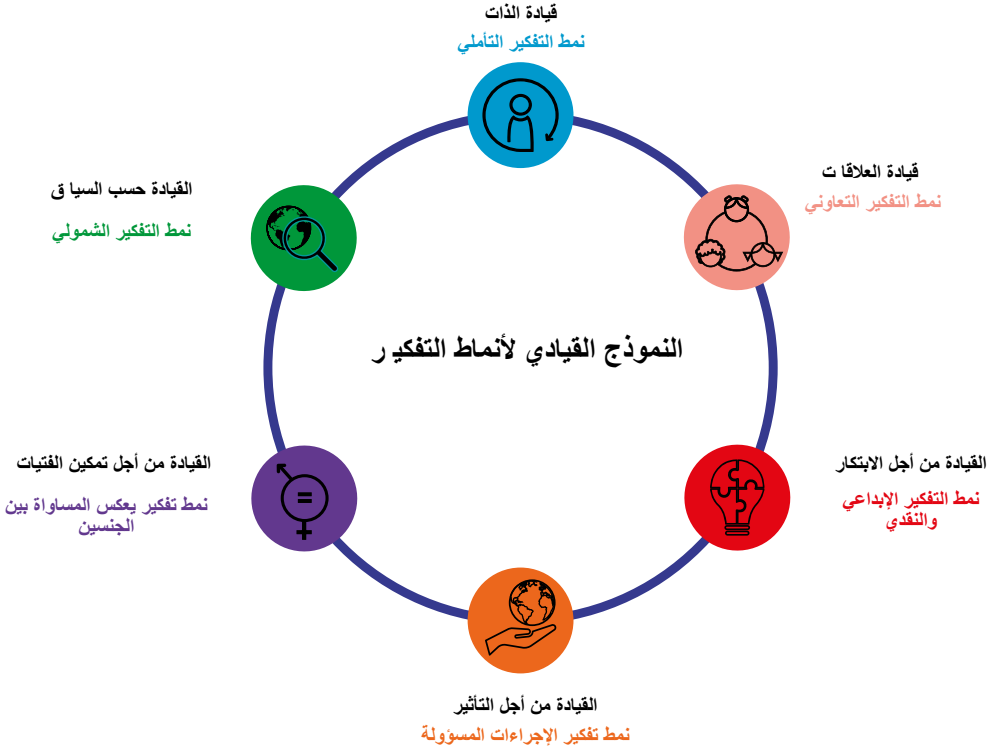 قيادة الذات
نمط التفكير التأملي
قيادة العلاقا ت
نمط التفكير التعاوني
القيادة حسب السيا ق
نمط التفكير الشمولي
النموذج القيادي لأنماط التفكي ر
القيادة من أجل الابتكار
نمط التفكير الإبداعي
والنقدي
القيادة من أجل تمكين الفتيات
نمط تفكير يعكس المساواة بين
الجنسين
القيادة من أجل التأثير
نمط تفكير الإجراءات المسؤولة